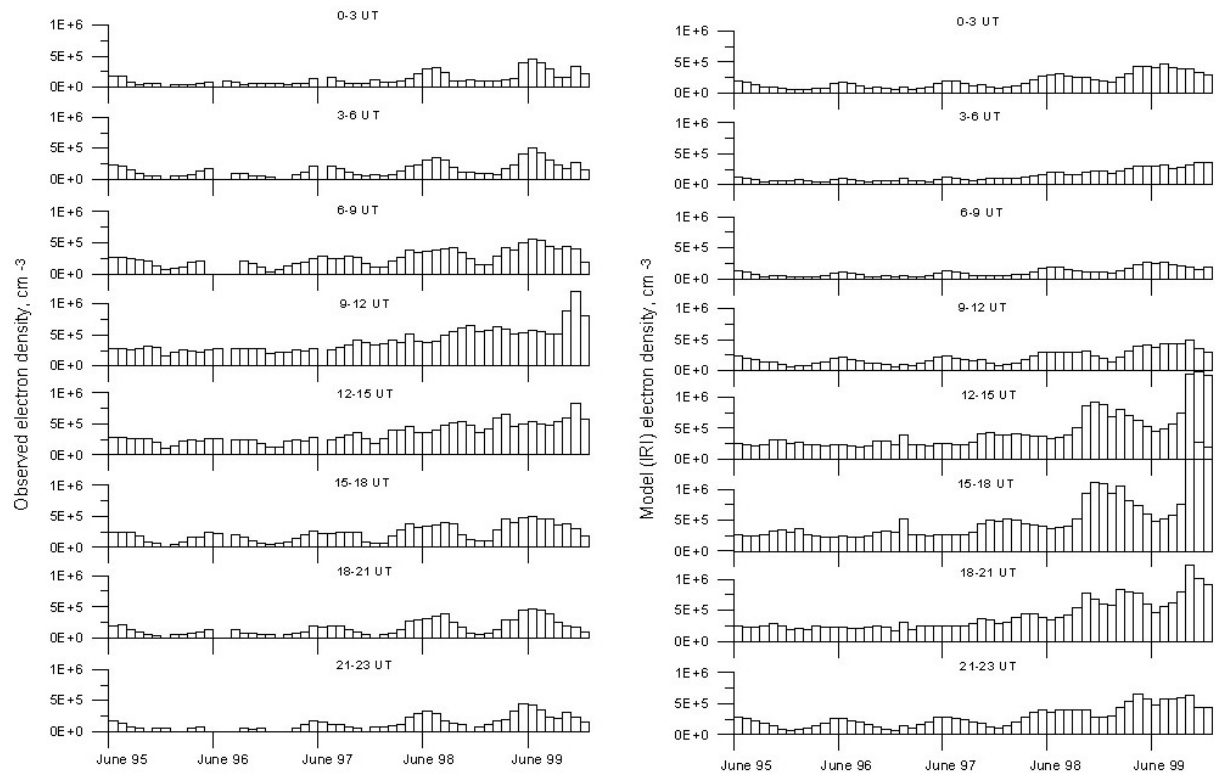 Observed electron density, cm -3
0-3 UT
1E+6
5E+5
0E+0
3-6 UT
1E+6
5E+5
0E+0
6-9 UT
1E+6
5E+5
0E+0
9-12 UT
1E+6
5E+5
0E+0
12-15 UT
1E+6
5E+5
0E+0
15-18 UT
1E+6
5E+5
0E+0
18-21 UT
1E+6
5E+5
0E+0
21-23 UT
1E+6
5E+5
0E+0
June 95 June 96 June 97 June 98 June 99
Model (IRI) electron density, cm -3
0-3 UT
1E+6
5E+5
0E+0
3-6 UT
1E+6
5E+5
0E+0
6-9 UT
1E+6
5E+5
0E+0
9-12 UT
1E+6
5E+5
0E+0
12-15 UT
1E+6
5E+5
0E+0
15-18 UT
1E+6
5E+5
0E+0
18-21 UT
1E+6
5E+5
0E+0
21-23 UT
1E+6
5E+5
0E+0
June 95 June 96 June 97 June 98 June 99